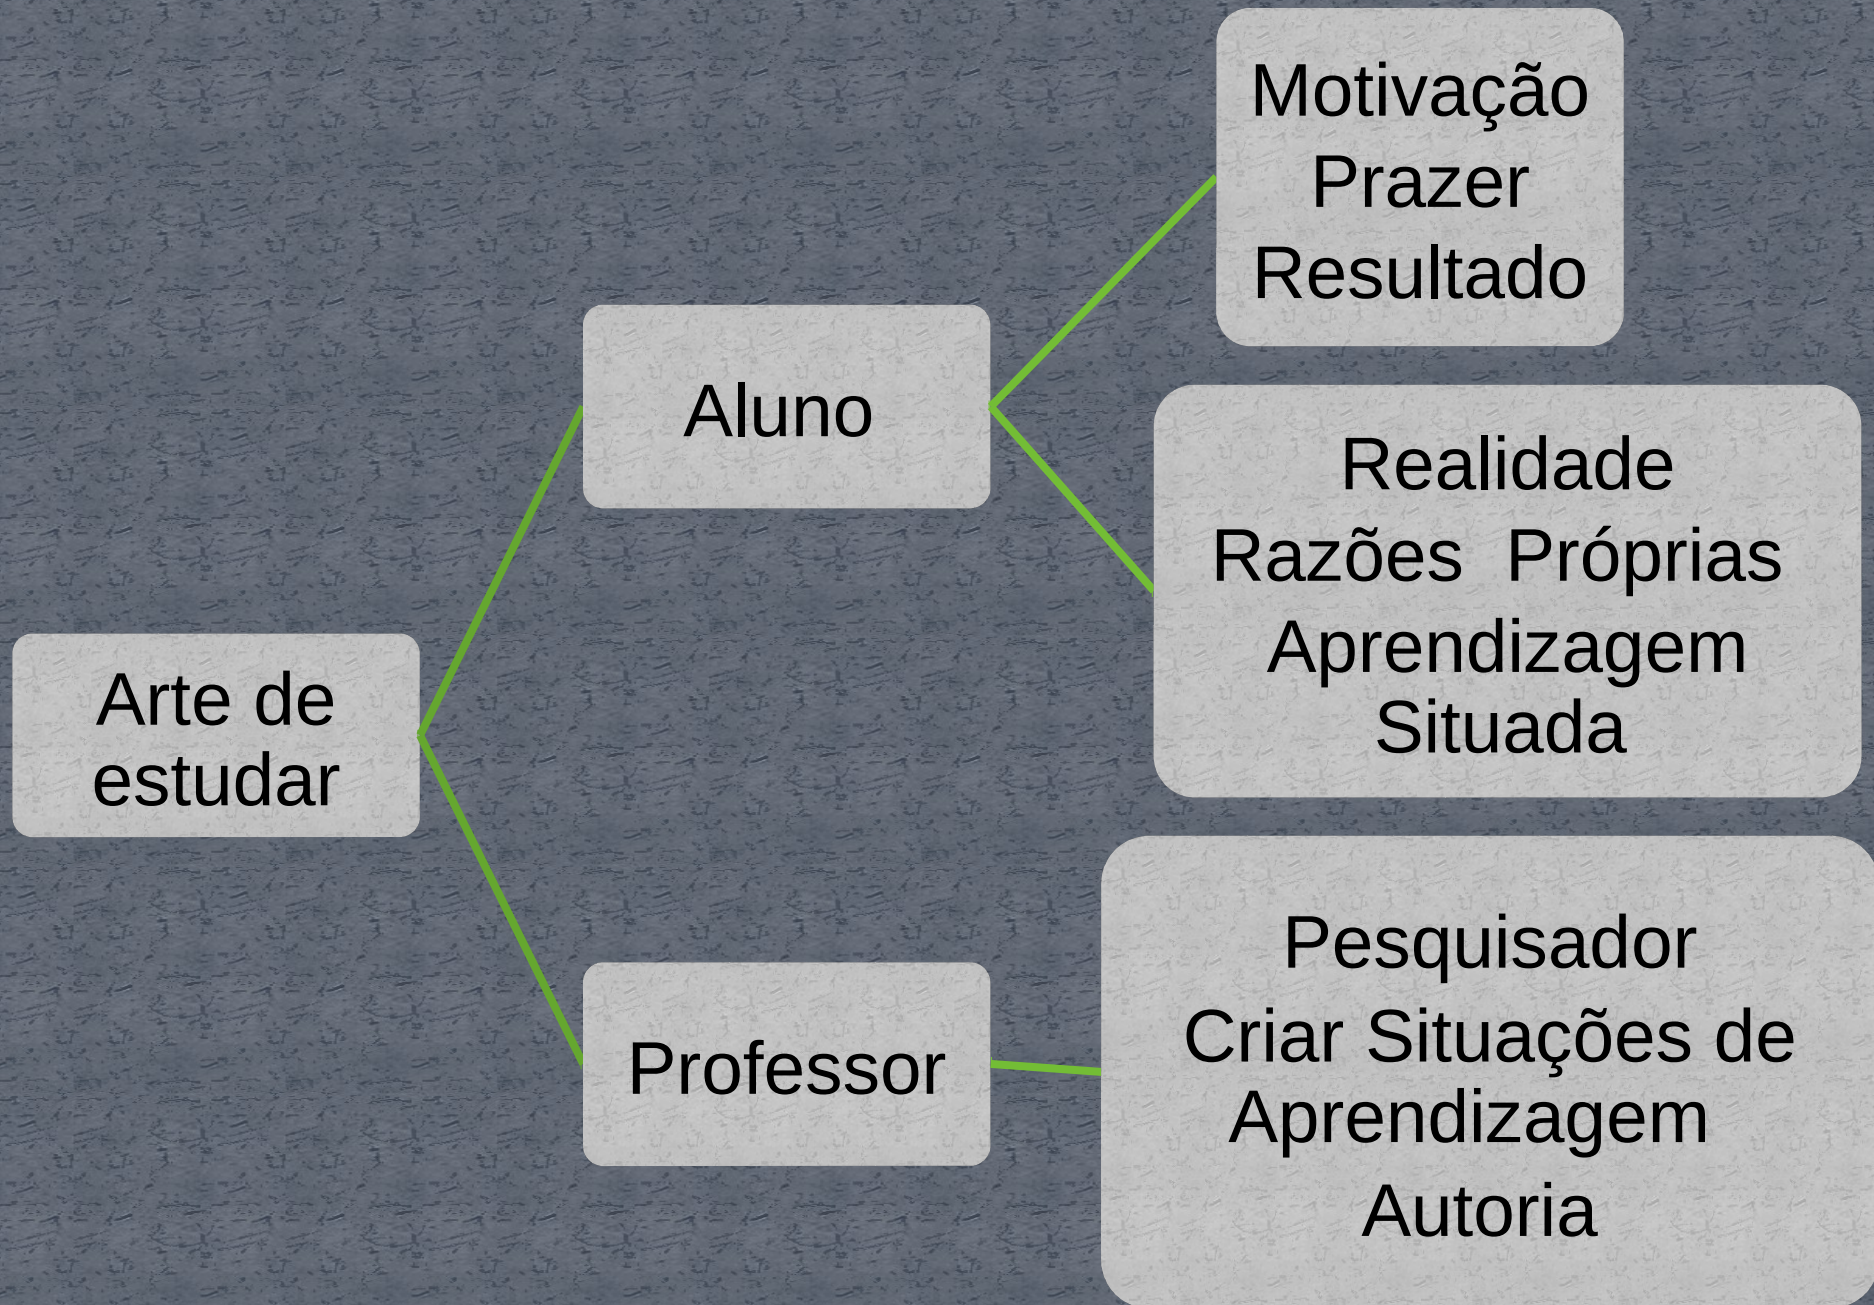 Arte de
estudar
Aluno
Motivação
Prazer
Resultado
Realidade
Razões  Próprias
Aprendizagem
Situada
Professor
Pesquisador
Criar Situações de
Aprendizagem
Autoria